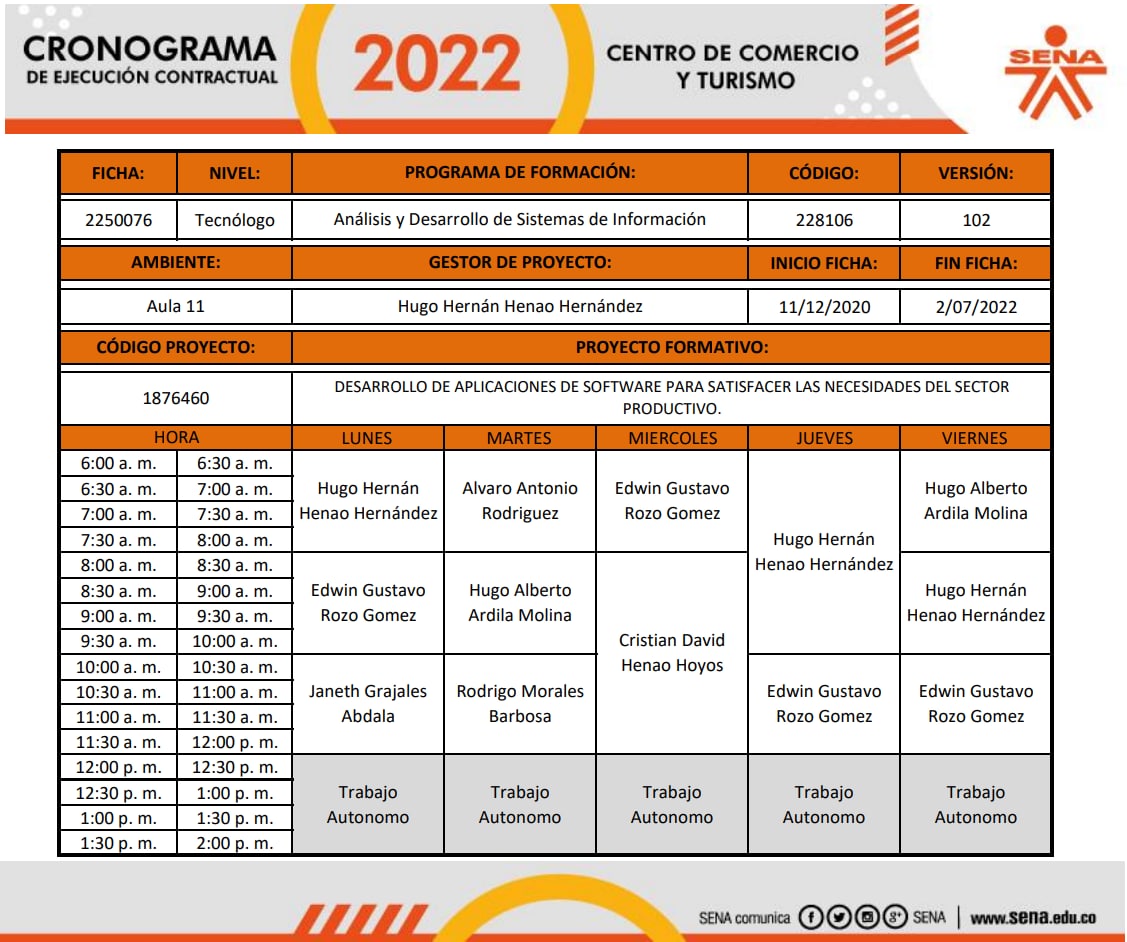 CRONOGRAMA
DE EJECUCIÓN CONTRACTUAL
2022
CENTRO DE COMERCIO
Y TURISMO
SENA
FICHA: NIVEL: PROGRAMA DE FORMACIÓN: CÓDIGO: VERSIÓN:
2250076 Tecnólogo Análisis y Desarrollo de Sistemas de Información 228106 102
AMBIENTE: GESTOR DE PROYECTO: INICIO FICHA: FIN FICHA:
Aula 11 Hugo Hernán Henao Hernández 11/12/2020 2/07/2022
CÓDIGO PROYECTO: PROYECTO FORMATIVO:
1876460
DESARROLLO DE APLICACIONES DE SOFTWARE PARA SATISFACER LAS NECESIDADES DEL SECTOR
PRODUCTIVO.
HORA LUNES MARTES MIERCOLES JUEVES VIERNES
6:00 a. m. 6:30 a. m.
6:30 a. m. 7:00 a. m.
7:00 a. m. 7:30 a. m.
7:30 a. m. 8:00 a. m.
8:00 a. m. 8:30 a. m.
8:30 a. m. 9:00 a. m.
9:00 a. m. 9:30 a. m.
9:30 a. m. 10:00 a. m.
10:00 a. m. 10:30 a. m.
10:30 a. m. 11:00 a. m.
11:00 a. m. 11:30 a. m.
11:30 a. m. 12:00 p. m.
12:00 p. m. 12:30 p. m.
12:30 p. m. 1:00 p. m.
1:00 p. m. 1:30 p. m.
1:30 p. m. 2:00 p. m.
Hugo Hernán
Henao Hernández
Edwin Gustavo
Rozo Gomez
Janeth Grajales
Abdala
Trabajo
Autonomo
Alvaro Antonio
Rodriguez
Hugo Alberto
Ardila Molina
Rodrigo Morales
Barbosa
Trabajo
Autonomo
Edwin Gustavo
Rozo Gomez
Cristian David
Henao Hoyos
Trabajo
Autonomo
Hugo Hernán
Henao Hernández
Edwin Gustavo
Rozo Gomez
Trabajo
Autonomo
Hugo Alberto
Ardila Molina
Hugo Hernán
Henao Hernández
Edwin Gustavo
Rozo Gomez
Trabajo
Autonomo
SENA comunica SENA | www.sena.edu.co